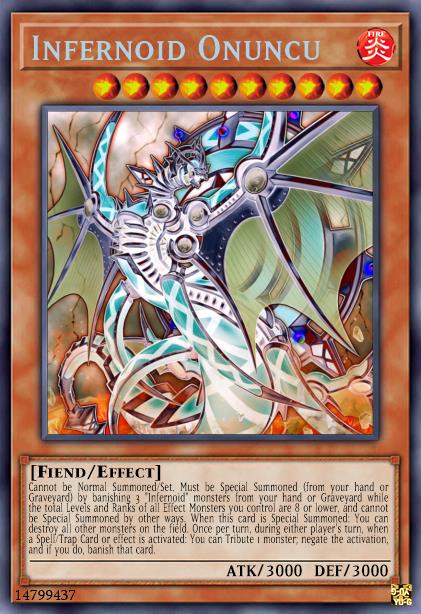 Infernoid Onuncu
FIRE
炎
[Fiend/Effect]
Cannot be Normal Summoned/Set. Must be Special Summoned (from your hand or
Graveyard) by banishing 3 "Infernoid" monsters from your hand or Graveyard while
the total Levels and Ranks of all Effect Monsters you control are 8 or lower, and cannot
be Special Summoned by other ways. When this card is Special Summoned: You can
destroy all other monsters on the field. Once per turn, during either player's turn, when
a Spell/Trap Card or effect is activated: You can Tribute 1 monster; negate the activation,
and if you do, banish that card.
ATK/3000 DEF/3000
14799437